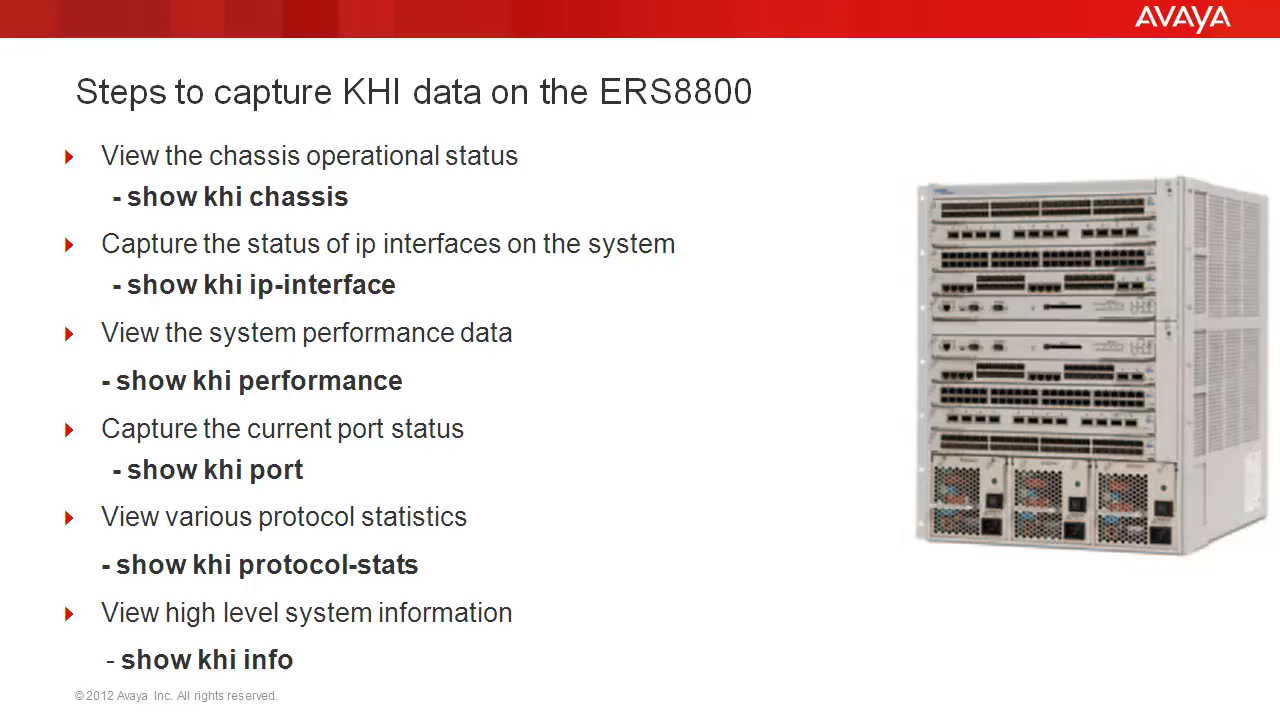 AVAYA
Steps to capture KHI data on the ERS8800
View the chassis operational status
- show khi chassis
Capture the status of ip interfaces on the system
- show khi ip-interface
View the system performance data
- show khi performance
Capture the current port status
- show khi port
View various protocol statistics
- show khi protocol-stats
View high level system information
- show khi info
© 2012 Avaya Inc. All rights reserved.